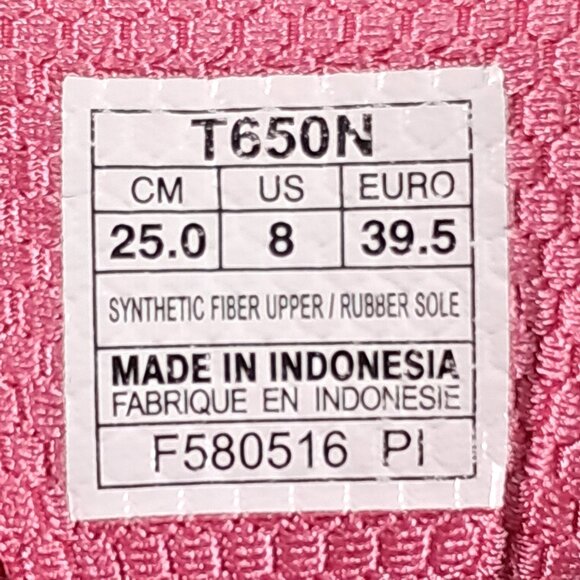 T650N
CM US EURO
25.0 8 39.5
SYNTHETIC FIBER UPPER / RUBBER SOLE
MADE IN INDONESIA
FABRIQUE EN INDONESIE
F580516 PI